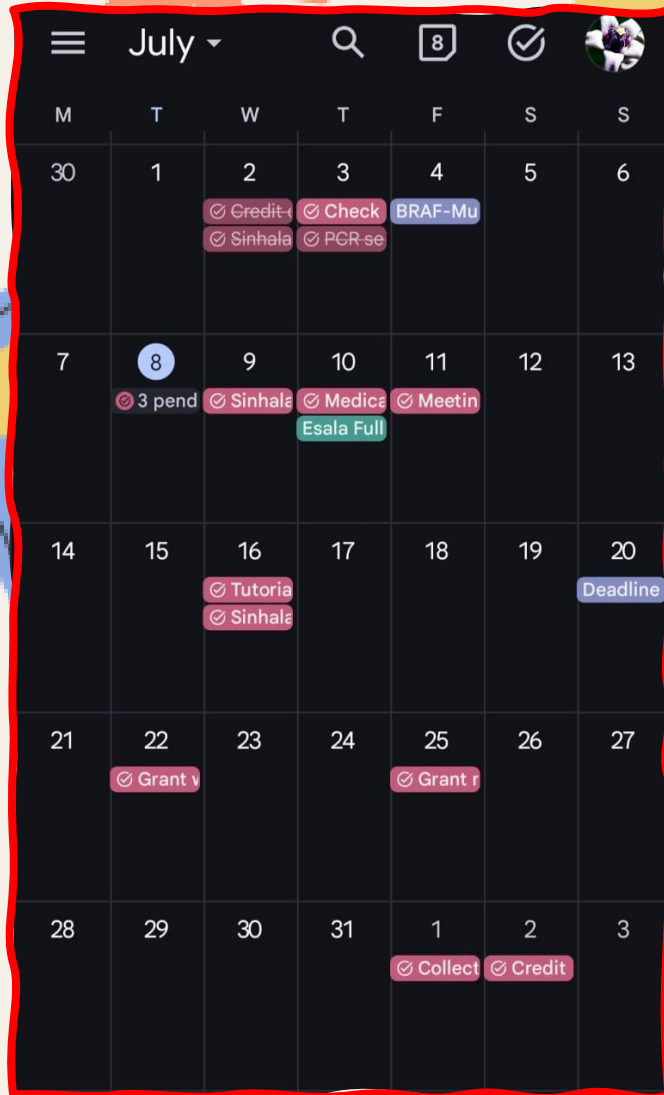 July
8
M T W T F S S
30 1 2 3 4 5 6
Credit Check BRAF-Mu
Sinhala PCR se
7 8 9 10 11 12 13
3 pend Sinhala Medica Meetin
Esala Full
14 15 16 17 18 19 20
Tutoria Deadline
Sinhala
21 22 23 24 25 26 27
Grant v Grant r
28 29 30 31 1 2 3
Collect Credit